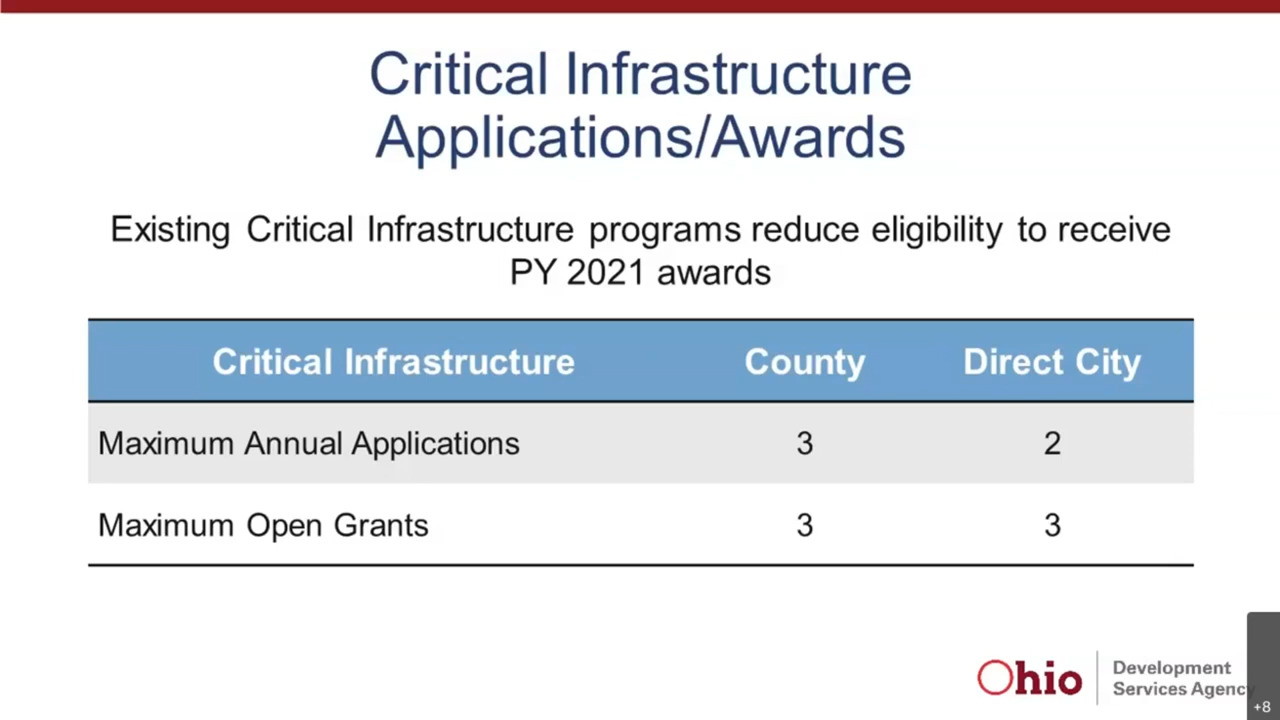 Critical Infrastructure
Applications/Awards
Existing Critical Infrastructure programs reduce eligibility to receive
PY 2021 awards
Critical Infrastructure County Direct City
Maximum Annual Applications 3 2
Maximum Open Grants 3 3
Ohio
Development
Services Agency
+8